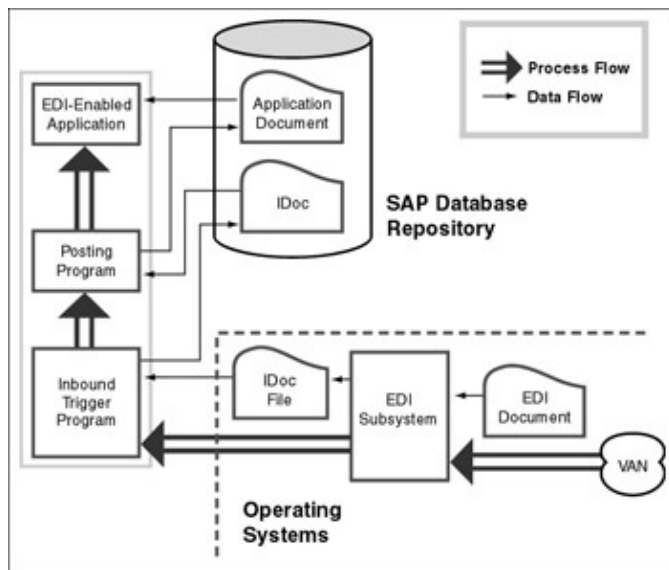 EDI-Enabled
Application
Application
Document
Process Flow
Data Flow
IDoc
SAP Database
Repository
Posting
Program
Inbound
Trigger
Program
IDoc
File
EDI
Subsystem
EDI
Document
VAN
Operating
Systems